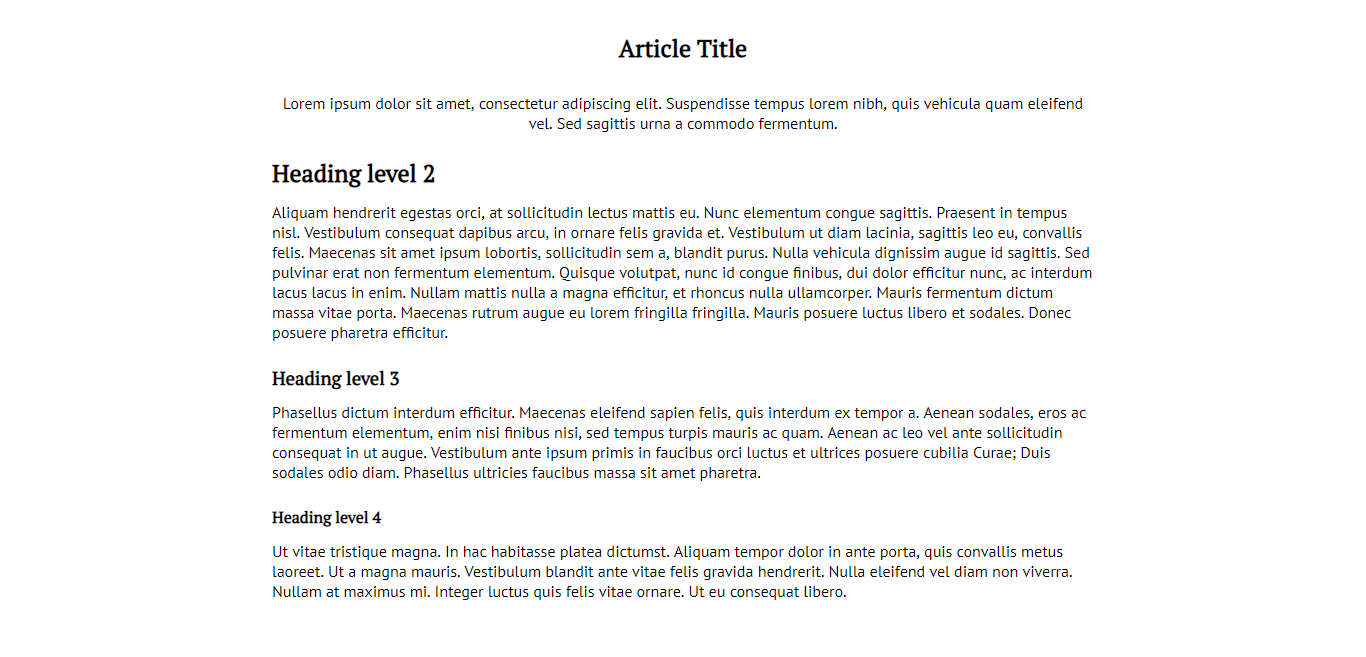 Article Title
Lorem ipsum dolor sit amet, consectetur adipiscing elit. Suspendisse tempus lorem nibh, quis vehicula quam eleifend
vel. Sed sagittis urna a commodo fermentum.
Heading level 2
Aliquam hendrerit egestas orci, at sollicitudin lectus mattis eu. Nunc elementum congue sagittis. Praesent in tempus
nisl. Vestibulum consequat dapibus arcu, in ornare felis gravida et. Vestibulum ut diam lacinia, sagittis leo eu, convallis
felis. Maecenas sit amet ipsum lobortis, sollicitudin sem a, blandit purus. Nulla vehicula dignissim augue id sagittis. Sed
pulvinar erat non fermentum elementum. Quisque volutpat, nunc id congue finibus, dui dolor efficitur nunc, ac interdum
lacus lacus in enim. Nullam mattis nulla a magna efficitur, et rhoncus nulla ullamcorper. Mauris fermentum dictum
massa vitae porta. Maecenas rutrum augue eu lorem fringilla fringilla. Mauris posuere luctus libero et sodales. Donec
posuere pharetra efficitur.
Heading level 3
Phasellus dictum interdum efficitur. Maecenas eleifend sapien felis, quis interdum ex tempor a. Aenean sodales, eros ac
fermentum elementum, enim nisi finibus nisi, sed tempus turpis mauris ac quam. Aenean ac leo vel ante sollicitudin
consequat in ut augue. Vestibulum ante ipsum primis in faucibus orci luctus et ultrices posuere cubilia Curae; Duis
sodales odio diam. Phasellus ultricies faucibus massa sit amet pharetra.
Heading level 4
Ut vitae tristique magna. In hac habitasse platea dictumst. Aliquam tempor dolor in ante porta, quis convallis metus
laoreet. Ut a magna mauris. Vestibulum blandit ante vitae felis gravida hendrerit. Nulla eleifend vel diam non viverra.
Nullam at maximus mi. Integer luctus quis felis vitae ornare. Ut eu consequat libero.